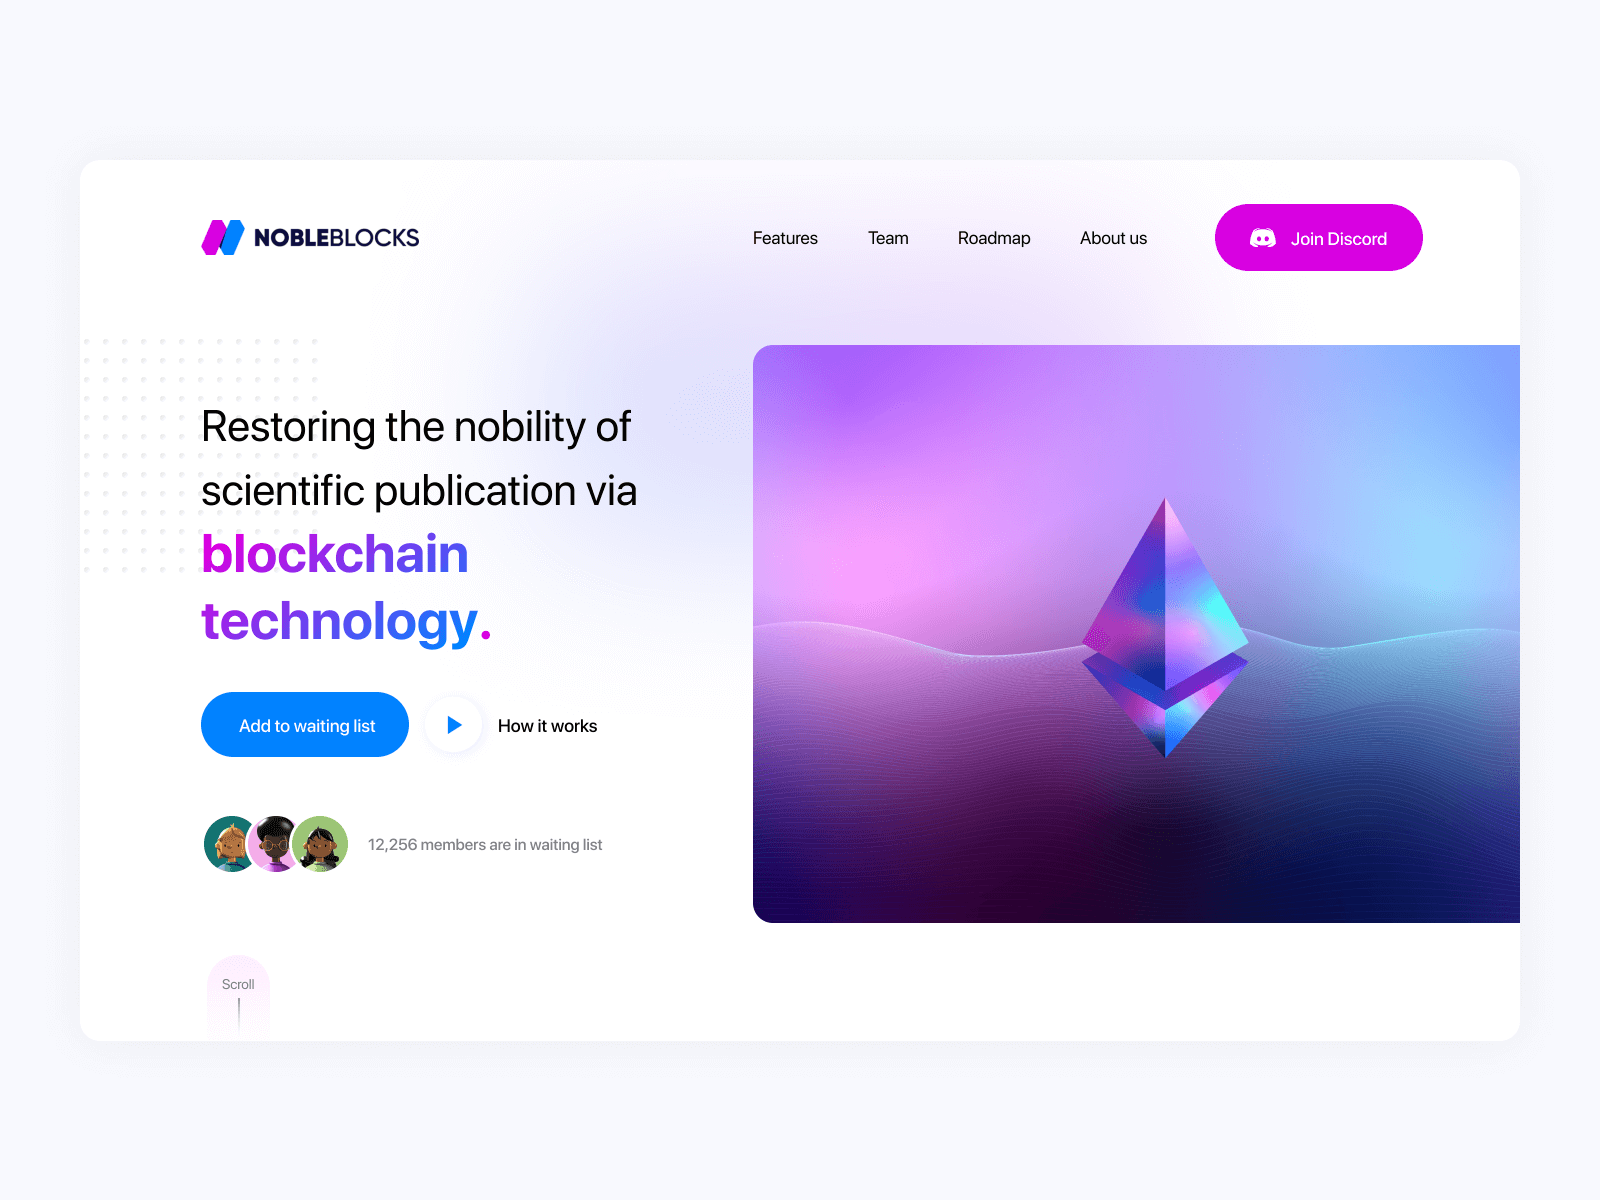 NOBLEBLOCKS
Features
Team
Roadmap
About us
Join Discord
Restoring the nobility of
scientific publication via
blockchain
technology.
Add to waiting list
How it works
12,256 members are in waiting list
Scroll